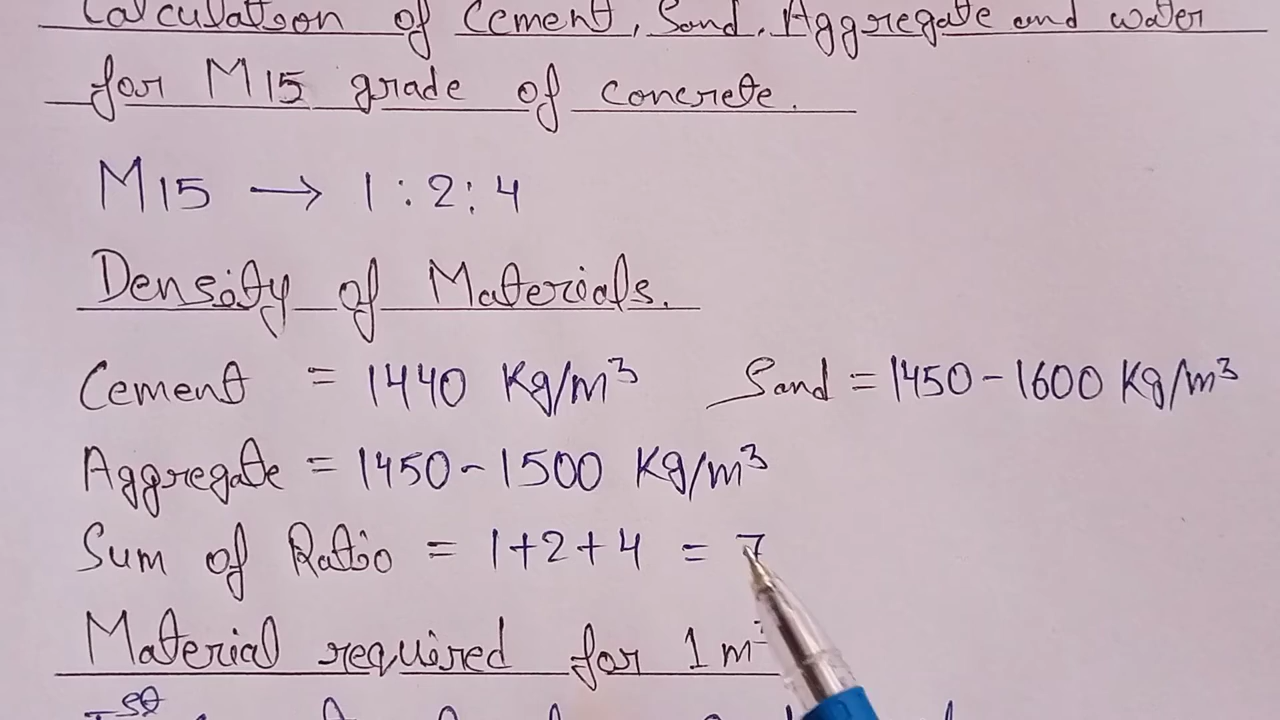 Calculation of Cement, Sand, Aggregate and water
for M15 grade of concrete.
M15 → 1:2:4
Density of Materials.
Cement = 1440 Kg/m³ Sand = 1450-1600 Kg/m³
Aggregate = 1450-1500 Kg/m³
Sum of Ratio = 1+2+4 = 7
Material required for 1m